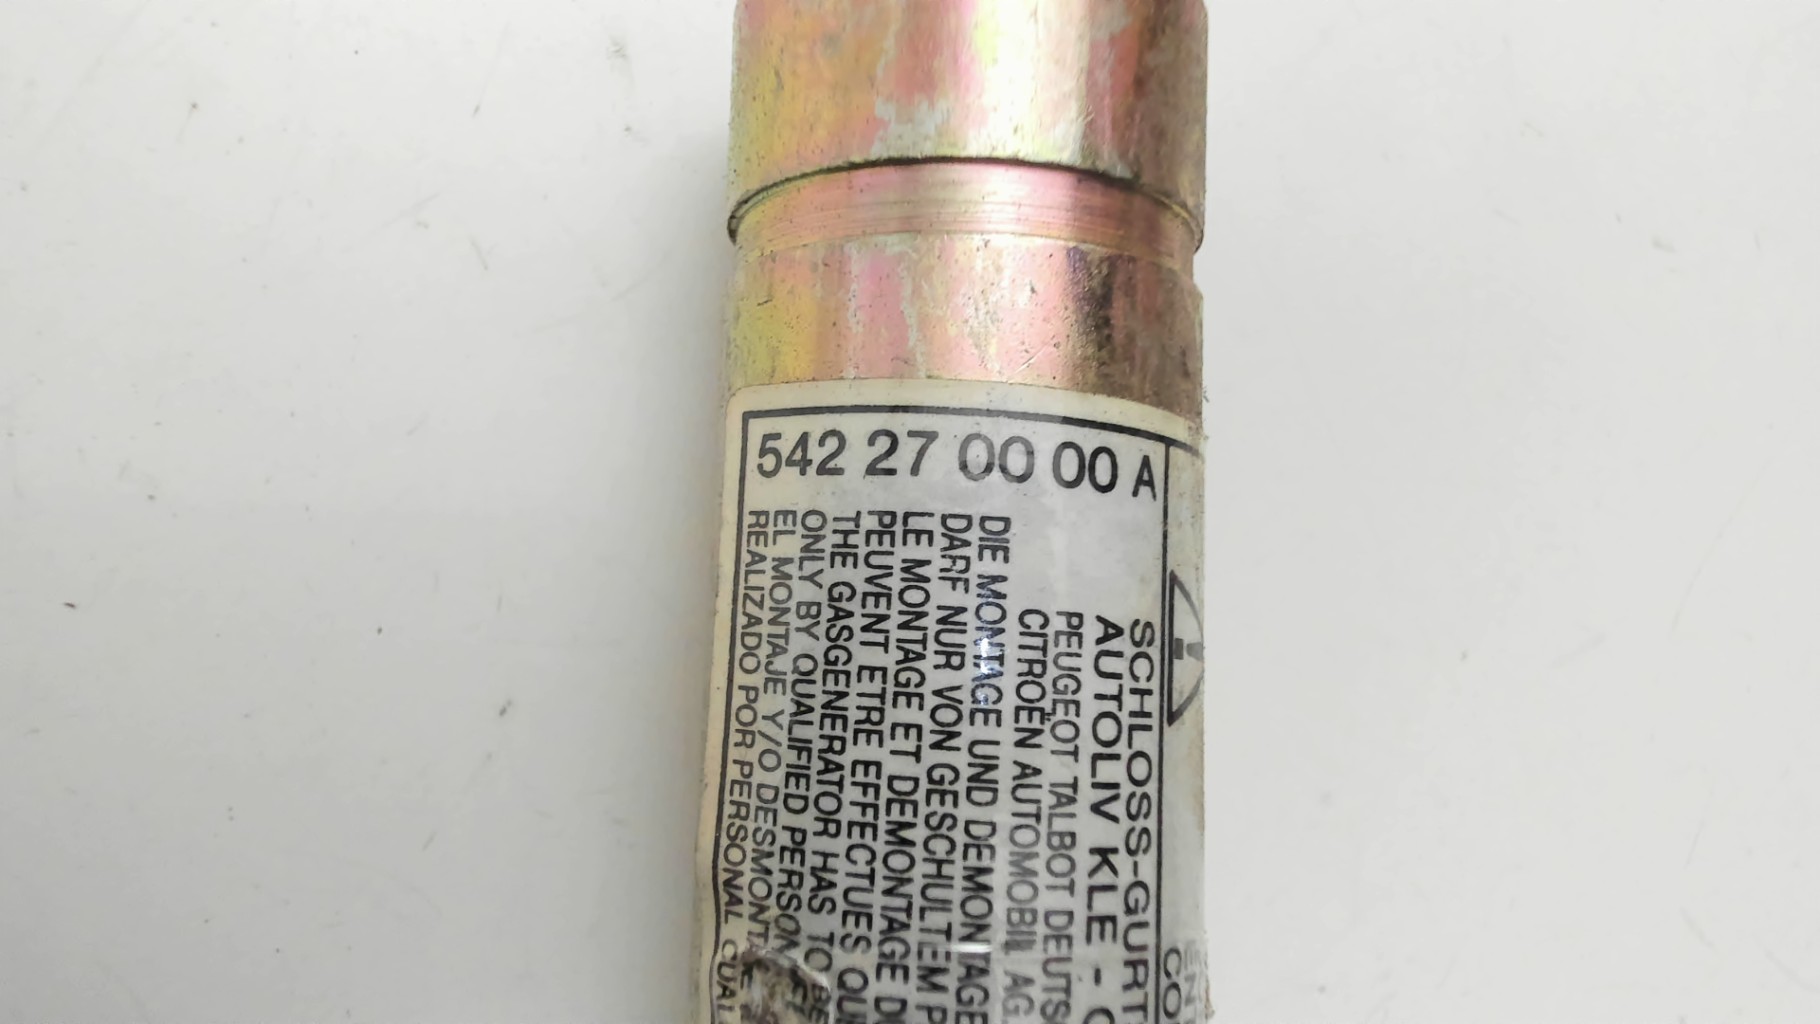 542 27 00 00 A
SCHLOSS-GURT
AUTOLIV KLE -
PEUGEOT TALBOT
CITROËN AUTOMOBIL AG.
DIE MONTAGE UND DEMONTAGE
DARF NUR VON GESCHULTEM
LE MONTAGE ET DEMONTAGE
PEUVENT ETRE EFFECTUES
THE GASGENERATOR HAS TO
ONLY BY QUALIFIED
EL MONTAJE Y/O
REALIZADO POR PERSONAL